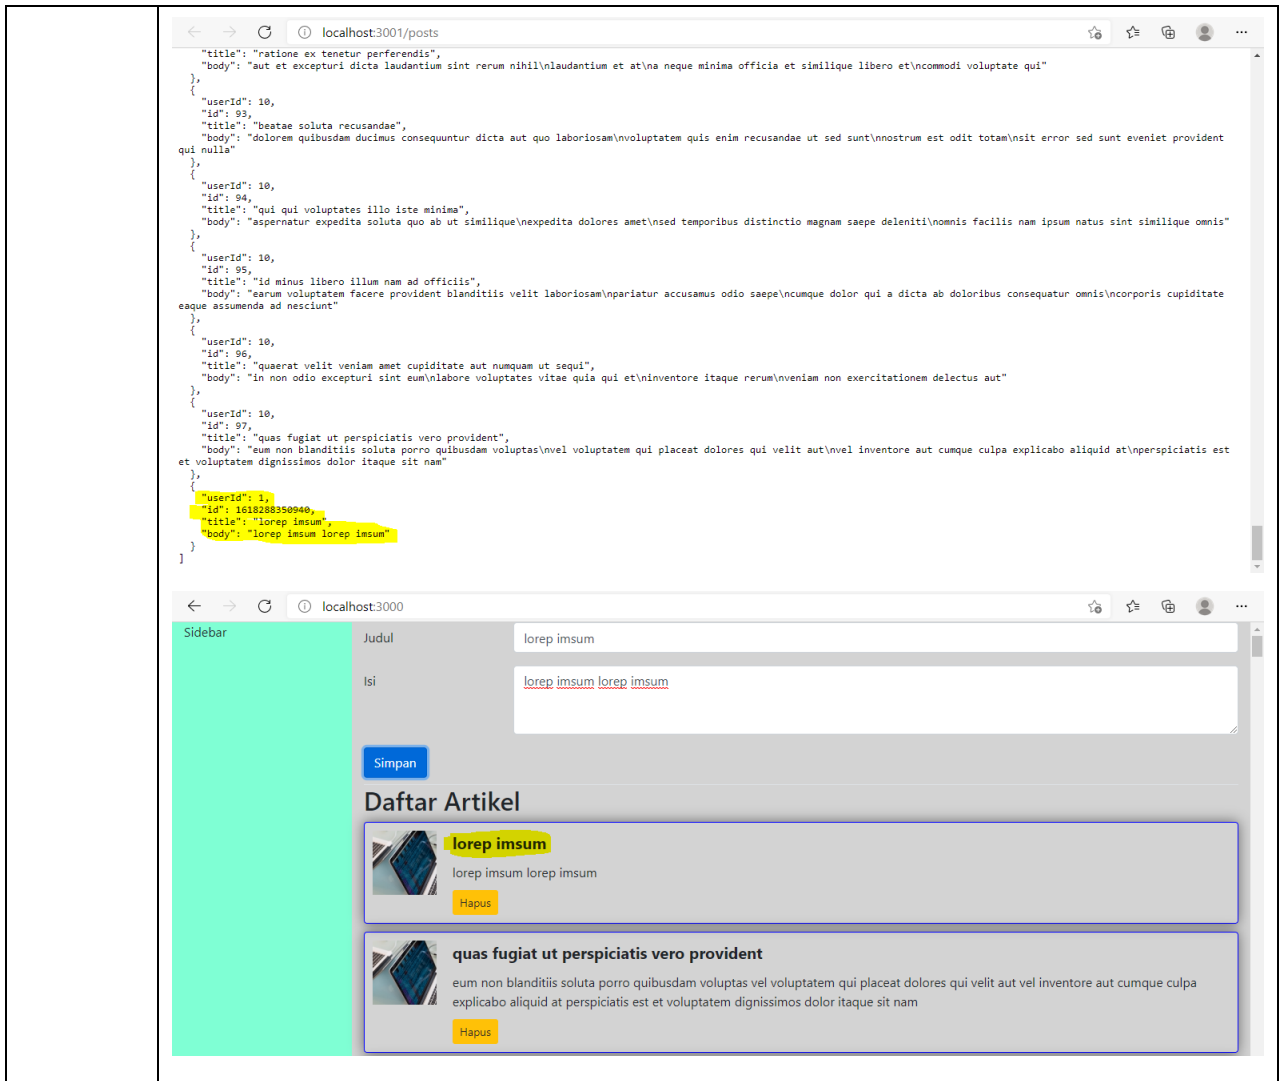 localhost:3001/posts
"title": "ratione ex tenetur perferendis",
"body": "aut et excepturi dicta laudantium sint rerum nihil\nlaudantium et at\na neque minima officia et similique libero et\ncommodi voluptate qui"
},
{
"userId": 10,
"id": 93,
"title": "beatae soluta recusandae",
"body": "dolorem quibusdam ducimus consequuntur dicta aut quo laboriosam\nvoluptatem quis enim recusandae ut sed sunt\nnostrum est odit totam\nsit error sed sunt eveniet provident
qui nulla"
},
{
"userId": 10,
"id": 94,
"title": "qui qui voluptates illo iste minima",
"body": "aspernatur expedita soluta quo ab ut similique\nexpedita dolores amet\nsed temporibus distinctio magnam saepe deleniti\nomnis facilis nam ipsum natus sint similique omnis"
},
{
"userId": 10,
"id": 95,
"title": "id minus libero illum nam ad officiis",
"body": "earum voluptatem facere provident blanditiis velit laboriosam\npariatur accusamus odio saepe\ncumque dolor qui a dicta ab doloribus consequatur omnis\ncorporis cupiditate
eaque assumenda ad nesciunt"
},
{
"userId": 10,
"id": 96,
"title": "quaerat velit veniam amet cupiditate aut numquam ut sequi",
"body": "in non odio excepturi sint eum\nlabore voluptates vitae quia qui et\ninventore itaque rerum\nveniam non exercitationem delectus aut"
},
{
"userId": 10,
"id": 97,
"title": "quas fugiat ut perspiciatis vero provident",
"body": "eum non blanditiis soluta porro quibusdam voluptas\nvel voluptatem qui placeat dolores qui velit aut\nvel inventore aut cumque culpa explicabo aliquid at\nperspiciatis est
et voluptatem dignissimos dolor itaque sit nam"
},
{
"userId": 1,
"id": 1618288350940,
"title": "lorep imsum",
"body": "lorep imsum lorep imsum"
}
]
localhost:3000
Sidebar
Judul
lorep imsum
Isi
lorep imsum lorep imsum
Simpan
Daftar Artikel
lorep imsum
lorep imsum lorep imsum
Hapus
quas fugiat ut perspiciatis vero provident
eum non blanditiis soluta porro quibusdam voluptas vel voluptatem qui placeat dolores qui velit aut vel inventore aut cumque culpa
explicabo aliquid at perspiciatis est et voluptatem dignissimos dolor itaque sit nam
Hapus